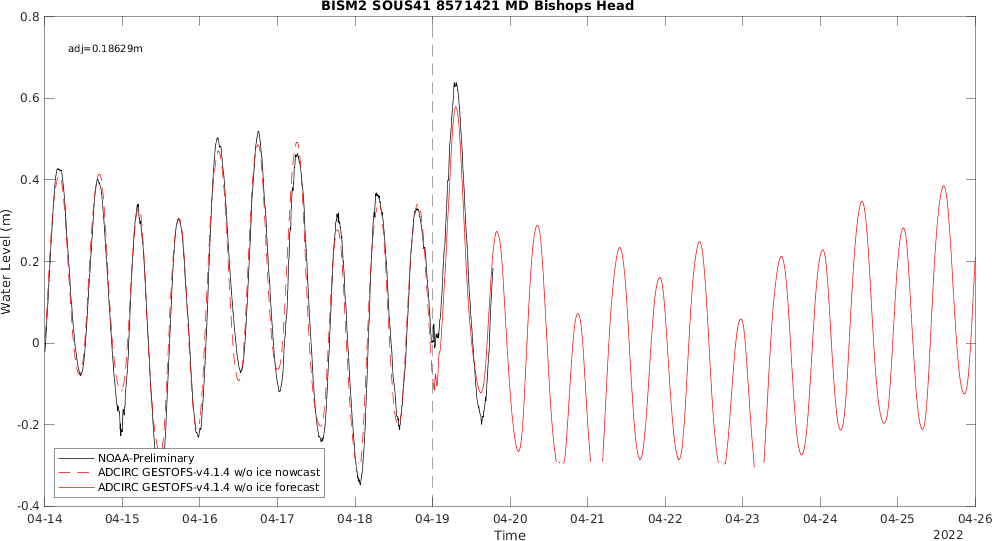 BISM2 SOUS41 8571421 MD Bishops Head
adj=0.18629m
Water Level (m)
0.8
0.6
0.4
0.2
0
-0.2
-0.4
NOAA-Preliminary
ADCIRC GESTOFS-v4.1.4 w/o ice nowcast
ADCIRC GESTOFS-v4.1.4 w/o ice forecast
04-14 04-15 04-16 04-17 04-18 04-19 04-20 04-21 04-22 04-23 04-24 04-25 04-26
Time
2022